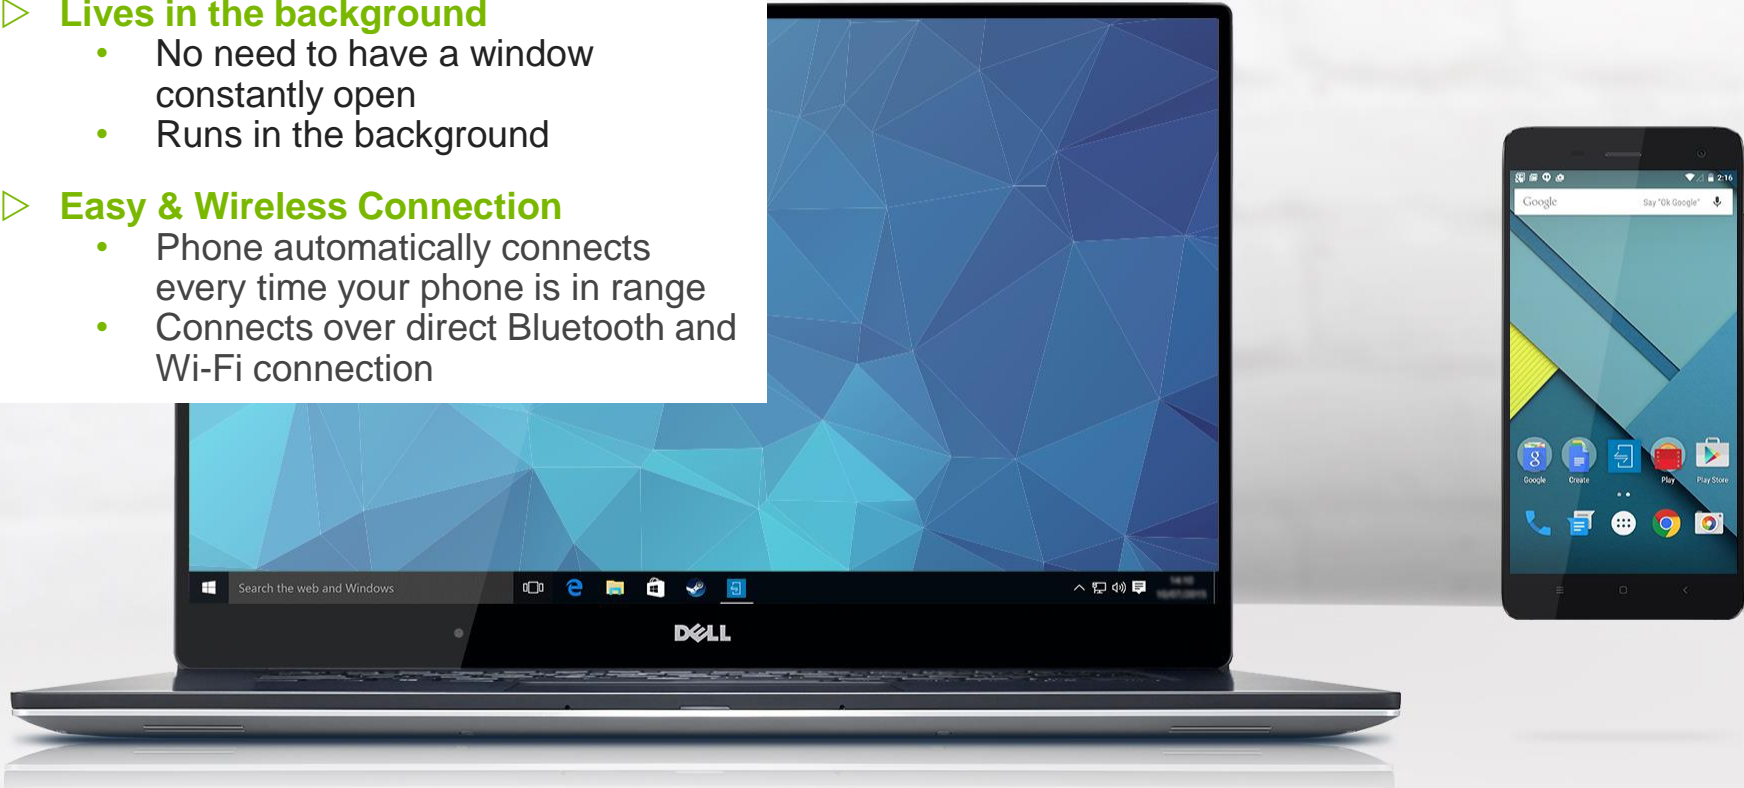 Lives in the background
• No need to have a window
constantly open
• Runs in the background
Easy & Wireless Connection
• Phone automatically connects
every time your phone is in range
• Connects over direct Bluetooth and
Wi-Fi connection
2:16
Google Say "Ok Google"
Google Create Play Play Store
Search the web and Windows
DELL